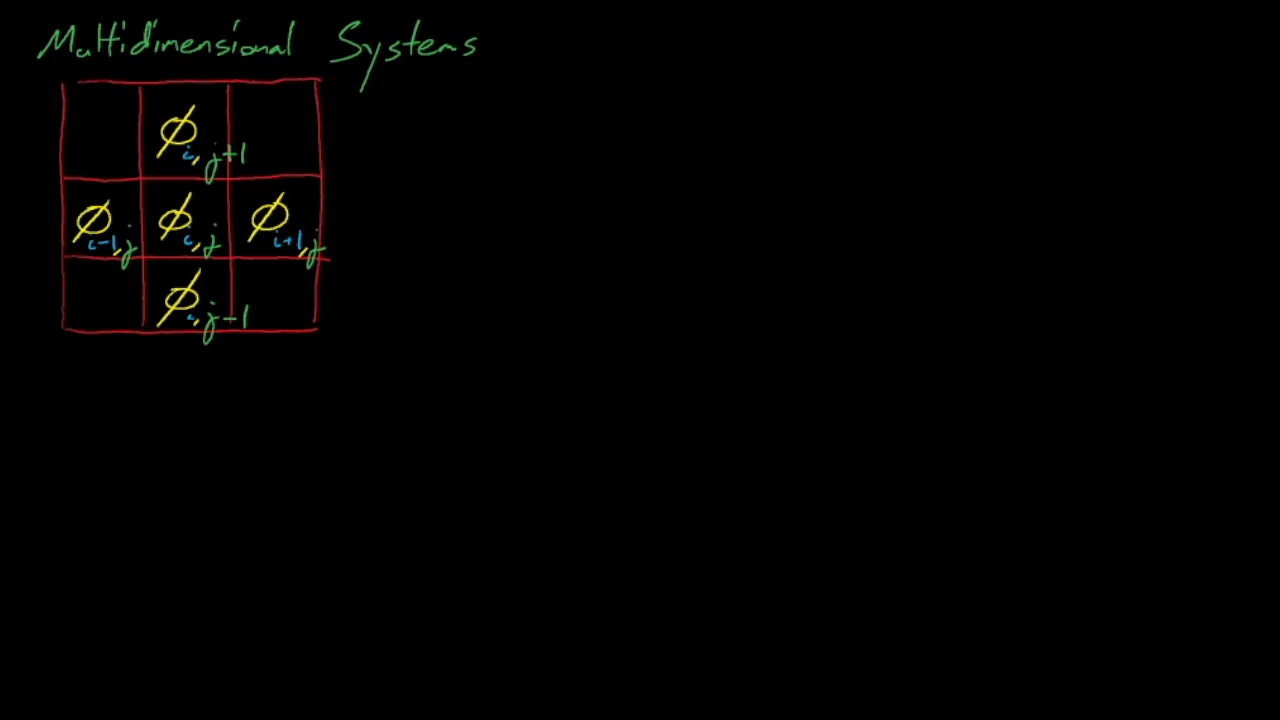 Multidimensional Systems
ϕi,j+1
ϕi-1,j ϕi,j ϕi+1,j
ϕi,j-1